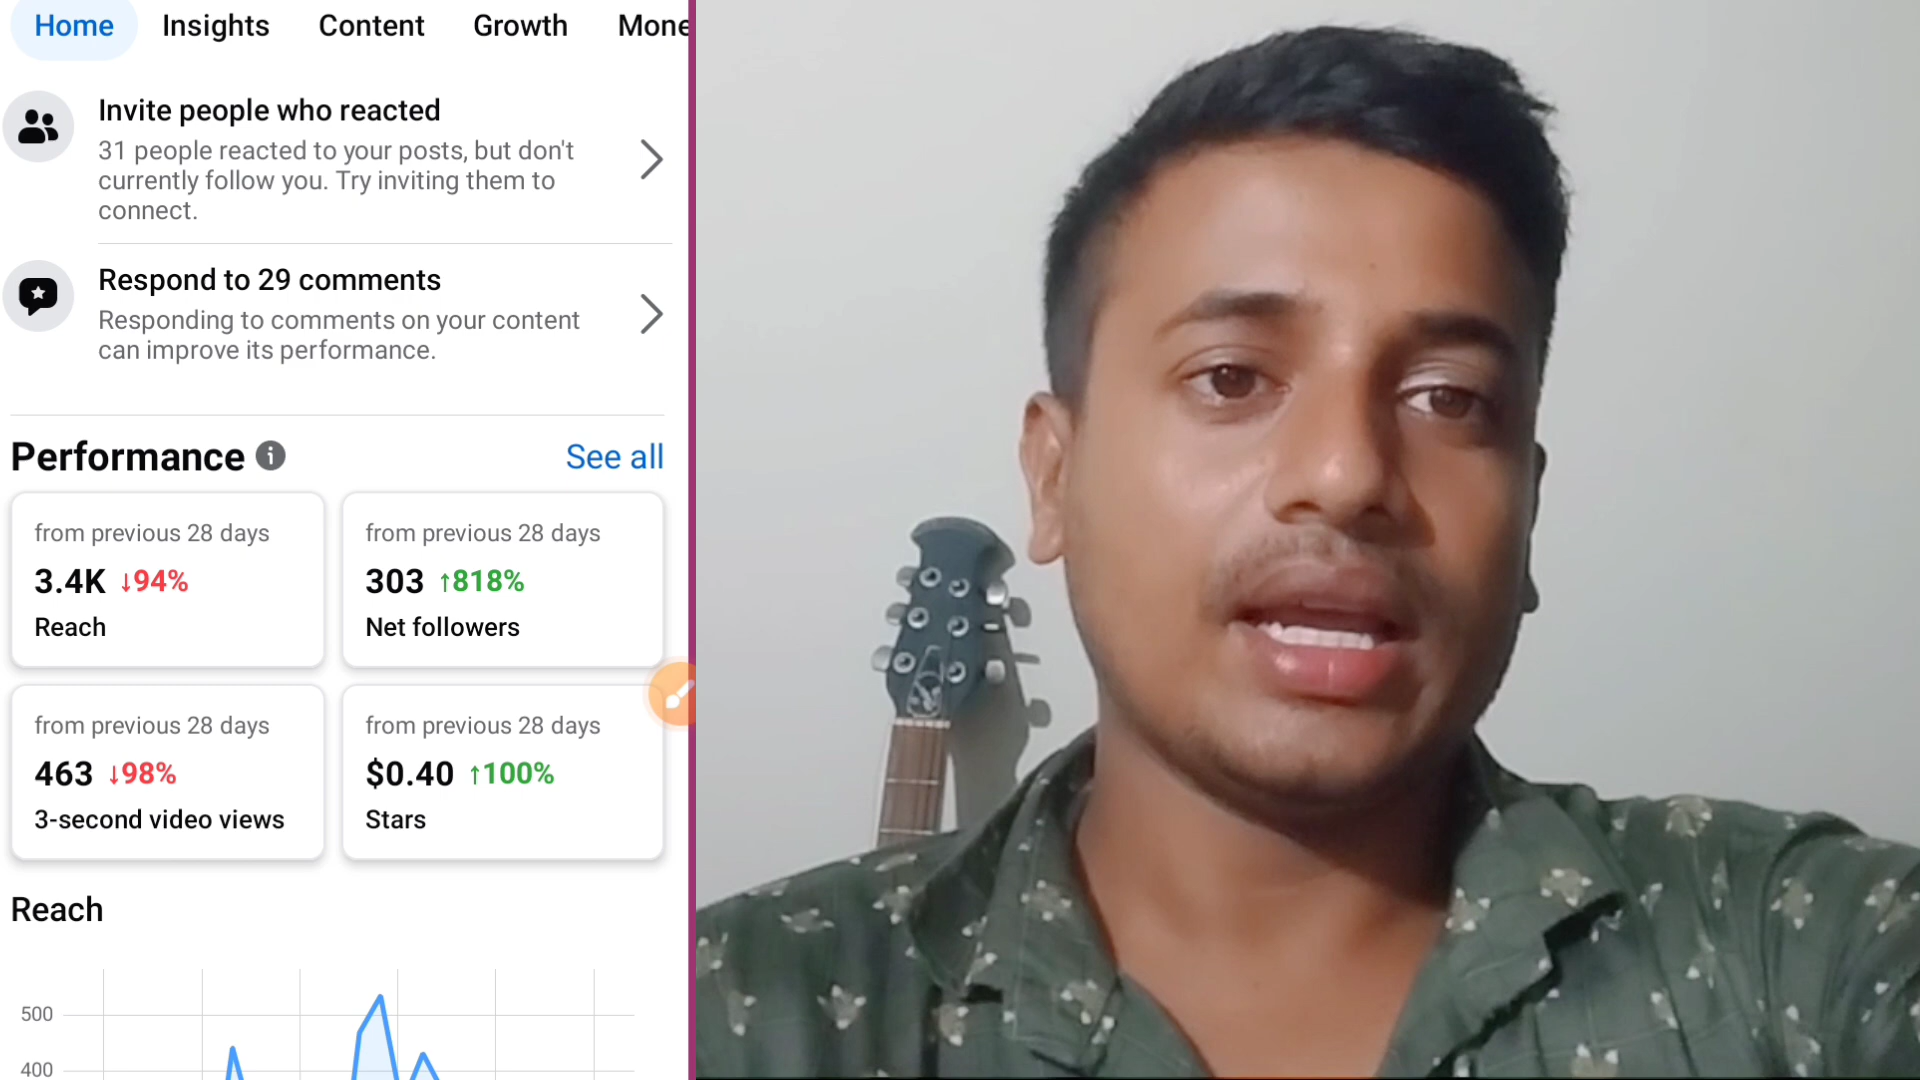 Home Insights Content Growth Mone
Invite people who reacted
31 people reacted to your posts, but don't
currently follow you. Try inviting them to
connect.
Respond to 29 comments
Responding to comments on your content
can improve its performance.
Performance See all
from previous 28 days
3.4K ↓94%
Reach
from previous 28 days
303 ↑818%
Net followers
from previous 28 days
463 ↓98%
3-second video views
from previous 28 days
$0.40 ↑100%
Stars
Reach
500
400